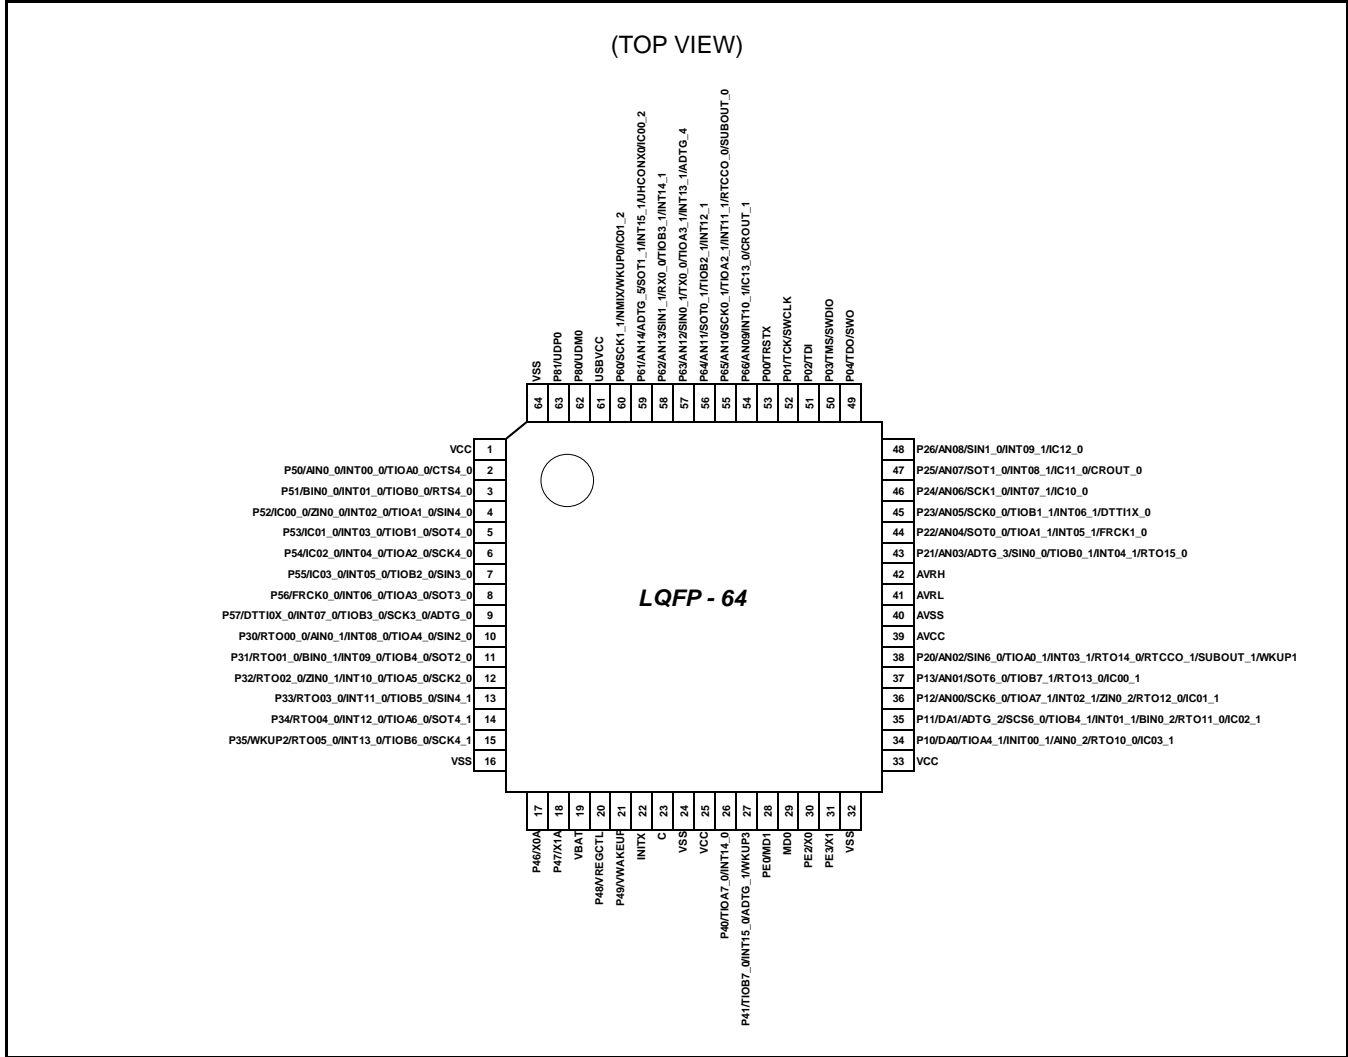 (TOP VIEW)
VSS
P81/UDP0
P80/UDM0
USBVCC
P60/SCK1_1/NMIX/WKUP0/IC01_2
P61/AN14/ADTG_5/SOT1_1/INT15_1/UHCONX0/IC00_2
P62/AN13/SIN1_1/RX0_0/TIOB3_1/INT14_1
P63/AN12/SIN0_1/TX0_0/TIOA3_1/INT13_1/ADTG_4
P64/AN11/SOT0_1/TIOB2_1/INT12_1
P65/AN10/SCK0_1/TIOA2_1/INT11_1/RTCCO_0/SUBOUT_0
P66/AN09/INT10_1/IC13_0/CROUT_1
P00/TRSTX
P01/TCK/SWCLK
P02/TDI
P03/TMS/SWDIO
P04/TDO/SWO
64
63
62
61
60
59
58
57
56
55
54
53
52
51
50
49
VCC 1
P50/AIN0_0/INT00_0/TIOA0_0/CTS4_0 2
P51/BIN0_0/INT01_0/TIOB0_0/RTS4_0 3
P52/IC00_0/ZIN0_0/INT02_0/TIOA1_0/SIN4_0 4
P53/IC01_0/INT03_0/TIOB1_0/SOT4_0 5
P54/IC02_0/INT04_0/TIOA2_0/SCK4_0 6
P55/IC03_0/INT05_0/TIOB2_0/SIN3_0 7
P56/FRCK0_0/INT06_0/TIOA3_0/SOT3_0 8
P57/DTTI0X_0/INT07_0/TIOB3_0/SCK3_0/ADTG_0 9
P30/RTO00_0/AIN0_1/INT08_0/TIOA4_0/SIN2_0 10
P31/RTO01_0/BIN0_1/INT09_0/TIOB4_0/SOT2_0 11
P32/RTO02_0/ZIN0_1/INT10_0/TIOA5_0/SCK2_0 12
P33/RTO03_0/INT11_0/TIOB5_0/SIN4_1 13
P34/RTO04_0/INT12_0/TIOA6_0/SOT4_1 14
P35/WKUP2/RTO05_0/INT13_0/TIOB6_0/SCK4_1 15
VSS 16
LQFP - 64
48 P26/AN08/SIN1_0/INT09_1/IC12_0
47 P25/AN07/SOT1_0/INT08_1/IC11_0/CROUT_0
46 P24/AN06/SCK1_0/INT07_1/IC10_0
45 P23/AN05/SCK0_0/TIOB1_1/INT06_1/DTTI1X_0
44 P22/AN04/SOT0_0/TIOA1_1/INT05_1/FRCK1_0
43 P21/AN03/ADTG_3/SIN0_0/TIOB0_1/INT04_1/RTO15_0
42 AVRH
41 AVRL
40 AVSS
39 AVCC
38 P20/AN02/SIN6_0/TIOA0_1/INT03_1/RTO14_0/RTCCO_1/SUBOUT_1/WKUP1
37 P13/AN01/SOT6_0/TIOB7_1/RTO13_0/IC00_1
36 P12/AN00/SCK6_0/TIOA7_1/INT02_1/ZIN0_2/RTO12_0/IC01_1
35 P11/DA1/ADTG_2/SCS6_0/TIOB4_1/INT01_1/BIN0_2/RTO11_0/IC02_1
34 P10/DA0/TIOA4_1/INIT00_1/AIN0_2/RTO10_0/IC03_1
33 VCC
17
18
19
20
21
22
23
24
25
26
27
28
29
30
31
32
P46/X0A
P47/X1A
VBAT
P48/VREGCTL
P49/VWAKEUP
INITX
C
VSS
VCC
P40/TIOA7_0/INT14_0
P41/TIOB7_0/INT15_0/ADTG_1/WKUP3
PE0/MD1
MD0
PE2/X0
PE3/X1
VSS